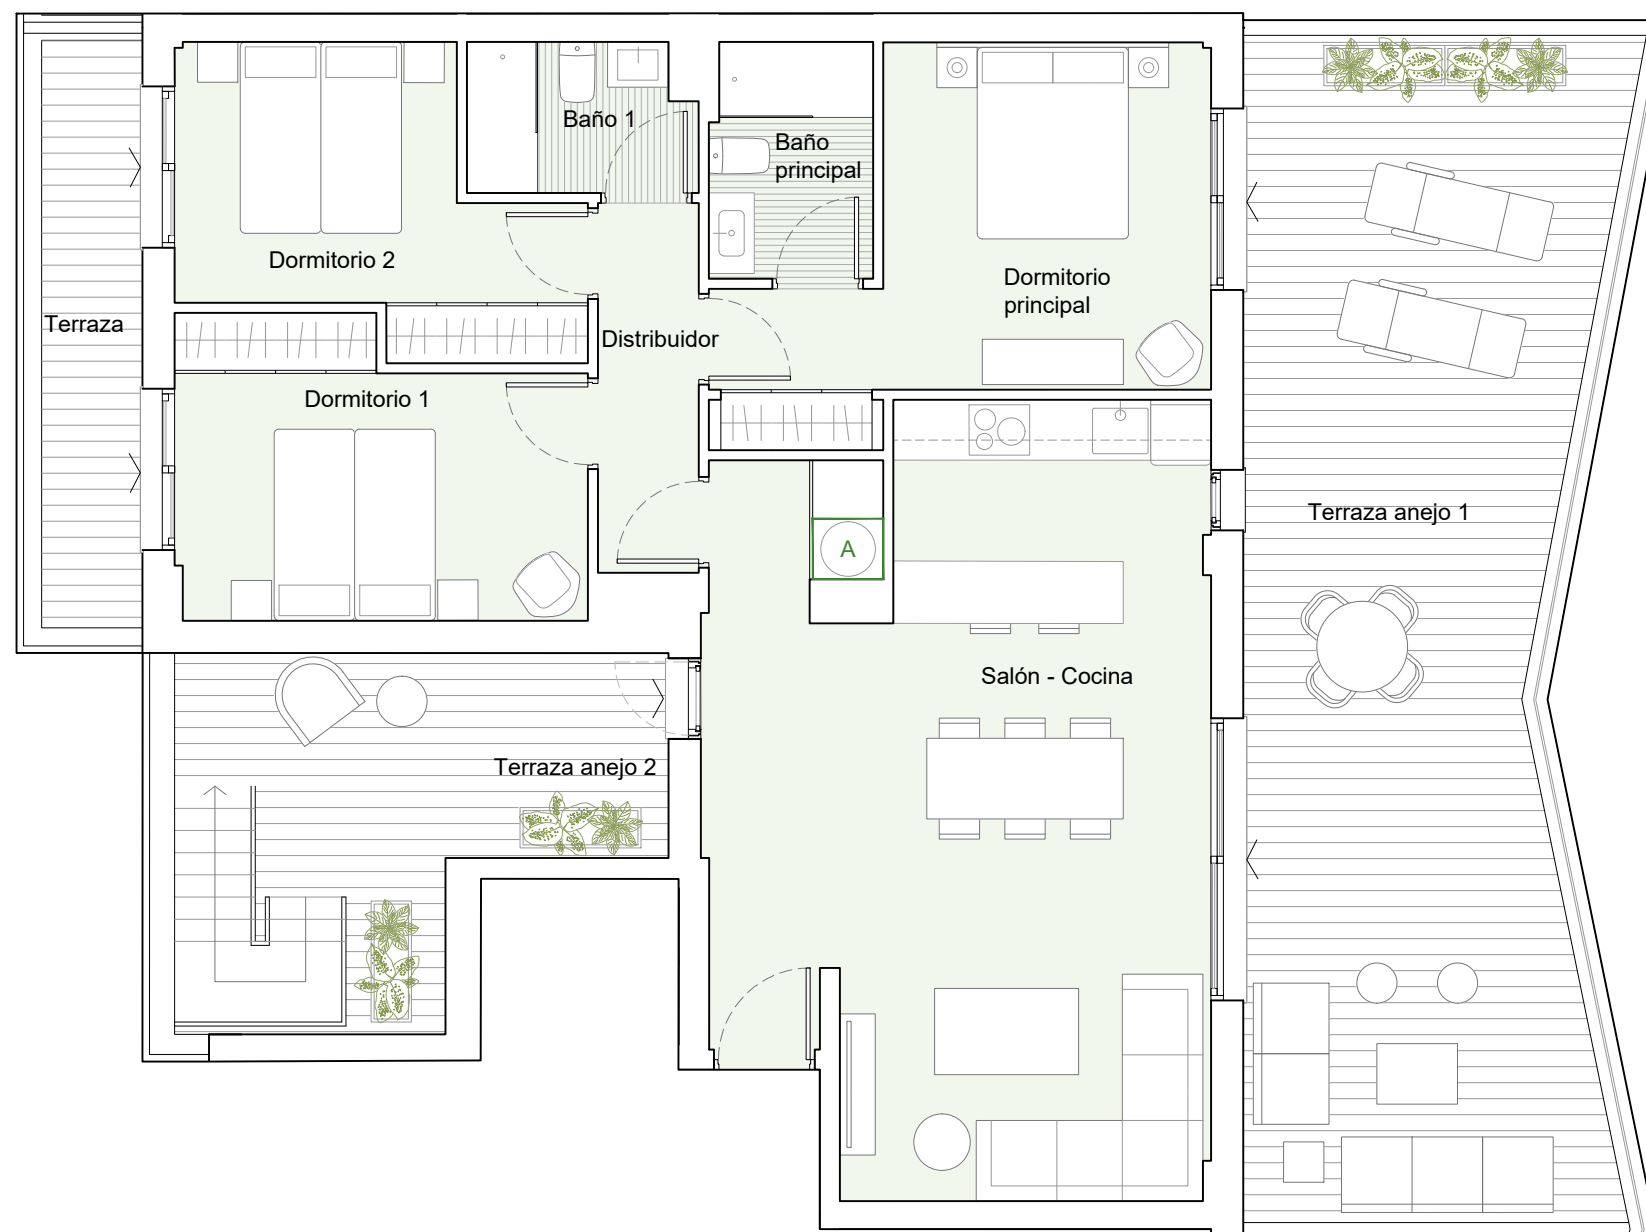 Baño 1
Baño
principal
Dormitorio 2
Dormitorio
principal
Terraza
Distribuidor
Dormitorio 1
Terraza anejo 1
A
Salón - Cocina
Terraza anejo 2